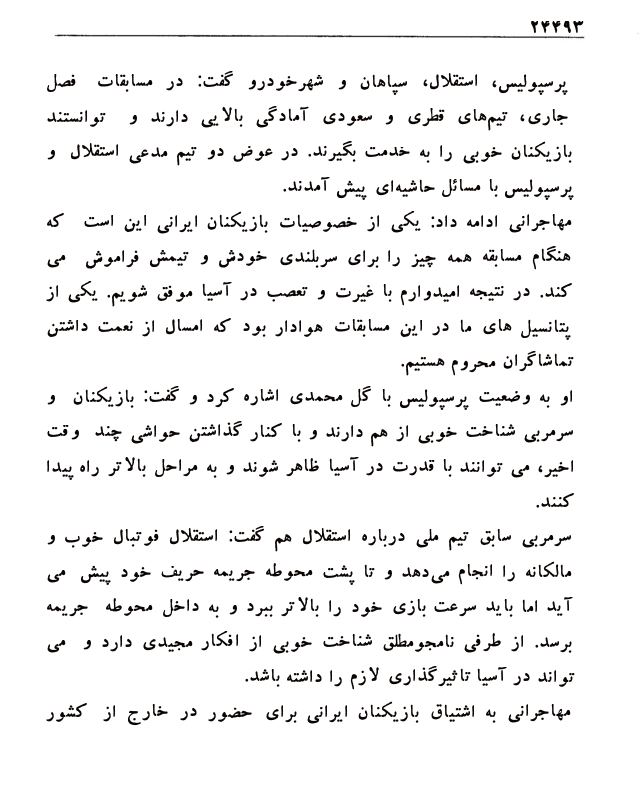 ۲۴۴۹۳
پرسپولیس، استقلال، سپاهان و شهرخودرو گفت: در مسابقات فصل
جاری، تیم‌های قطری و سعودی آمادگی بالایی دارند و توانستند
بازیکنان خوبی را به خدمت بگیرند. در عوض دو تیم مدعی استقلال و
پرسپولیس با مسائل حاشیه‌ای پیش آمدند.
مهاجرانی ادامه داد: یکی از خصوصیات بازیکنان ایرانی این است که
هنگام مسابقه همه چیز را برای سربلندی خودش و تیمش فراموش می
کند. در نتیجه امیدوارم با غیرت و تعصب در آسیا موفق شویم. یکی از
پتانسیل های ما در این مسابقات هوادار بود که امسال از نعمت داشتن
تماشاگران محروم هستیم.
او به وضعیت پرسپولیس با گل محمدی اشاره کرد و گفت: بازیکنان و
سرمربی شناخت خوبی از هم دارند و با کنار گذاشتن حواشی چند وقت
اخیر، می توانند با قدرت در آسیا ظاهر شوند و به مراحل بالاتر راه پیدا
کنند.
سرمربی سابق تیم ملی درباره استقلال هم گفت: استقلال فوتبال خوب و
مالکانه را انجام می‌دهد و تا پشت محوطه جریمه حریف خود پیش می
آید اما باید سرعت بازی خود را بالاتر ببرد و به داخل محوطه جریمه
برسد. از طرفی نامجومطلق شناخت خوبی از افکار مجیدی دارد و می
تواند در آسیا تاثیرگذاری لازم را داشته باشد.
مهاجرانی به اشتیاق بازیکنان ایرانی برای حضور در خارج از کشور